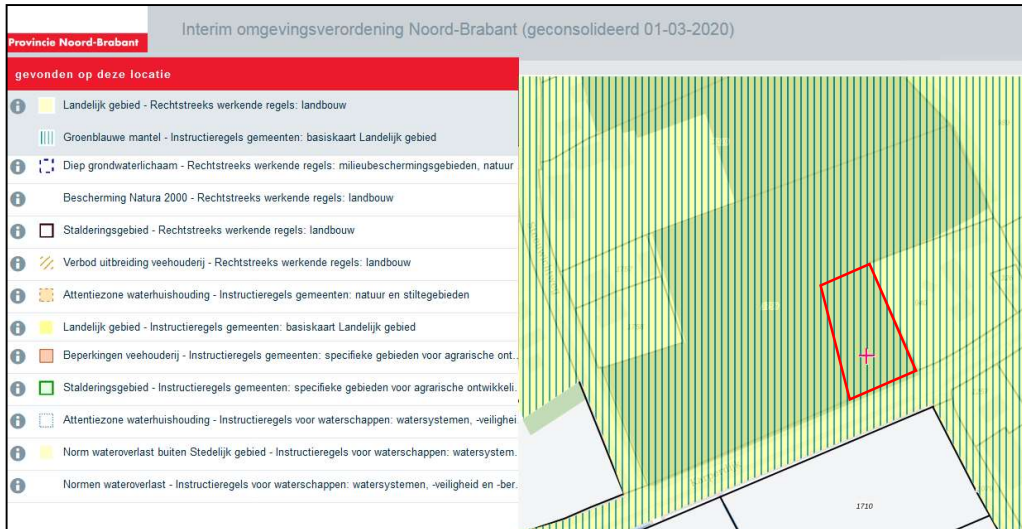 Interim omgevingsverordening Noord-Brabant (geconsolideerd 01-03-2020)
Provincie Noord-Brabant
gevonden op deze locatie
Landelijk gebied - Rechtstreeks werkende regels: landbouw
Groenblauwe mantel - Instructieregels gemeenten: basiskaart Landelijk gebied
Diep grondwaterlichaam - Rechtstreeks werkende regels: milieubeschermingsgebieden, natuur
Bescherming Natura 2000 - Rechtstreeks werkende regels: landbouw
Stalderingsgebied - Rechtstreeks werkende regels: landbouw
Verbod uitbreiding veehouderij - Rechtstreeks werkende regels: landbouw
Attentiezone waterhuishouding - Instructieregels gemeenten: natuur en stiltegebieden
Landelijk gebied - Instructieregels gemeenten: basiskaart Landelijk gebied
Beperkingen veehouderij - Instructieregels gemeenten: specifieke gebieden voor agrarische ont...
Stalderingsgebied - Instructieregels gemeenten: specifieke gebieden voor agrarische ontwikkeli.
Attentiezone waterhuishouding - Instructieregels voor waterschappen: watersystemen, -veilighei
Norm wateroverlast buiten Stedelijk gebied - Instructieregels voor waterschappen: watersystem.
Normen wateroverlast - Instructieregels voor waterschappen: watersystemen, -veiligheid en -ber.
1710